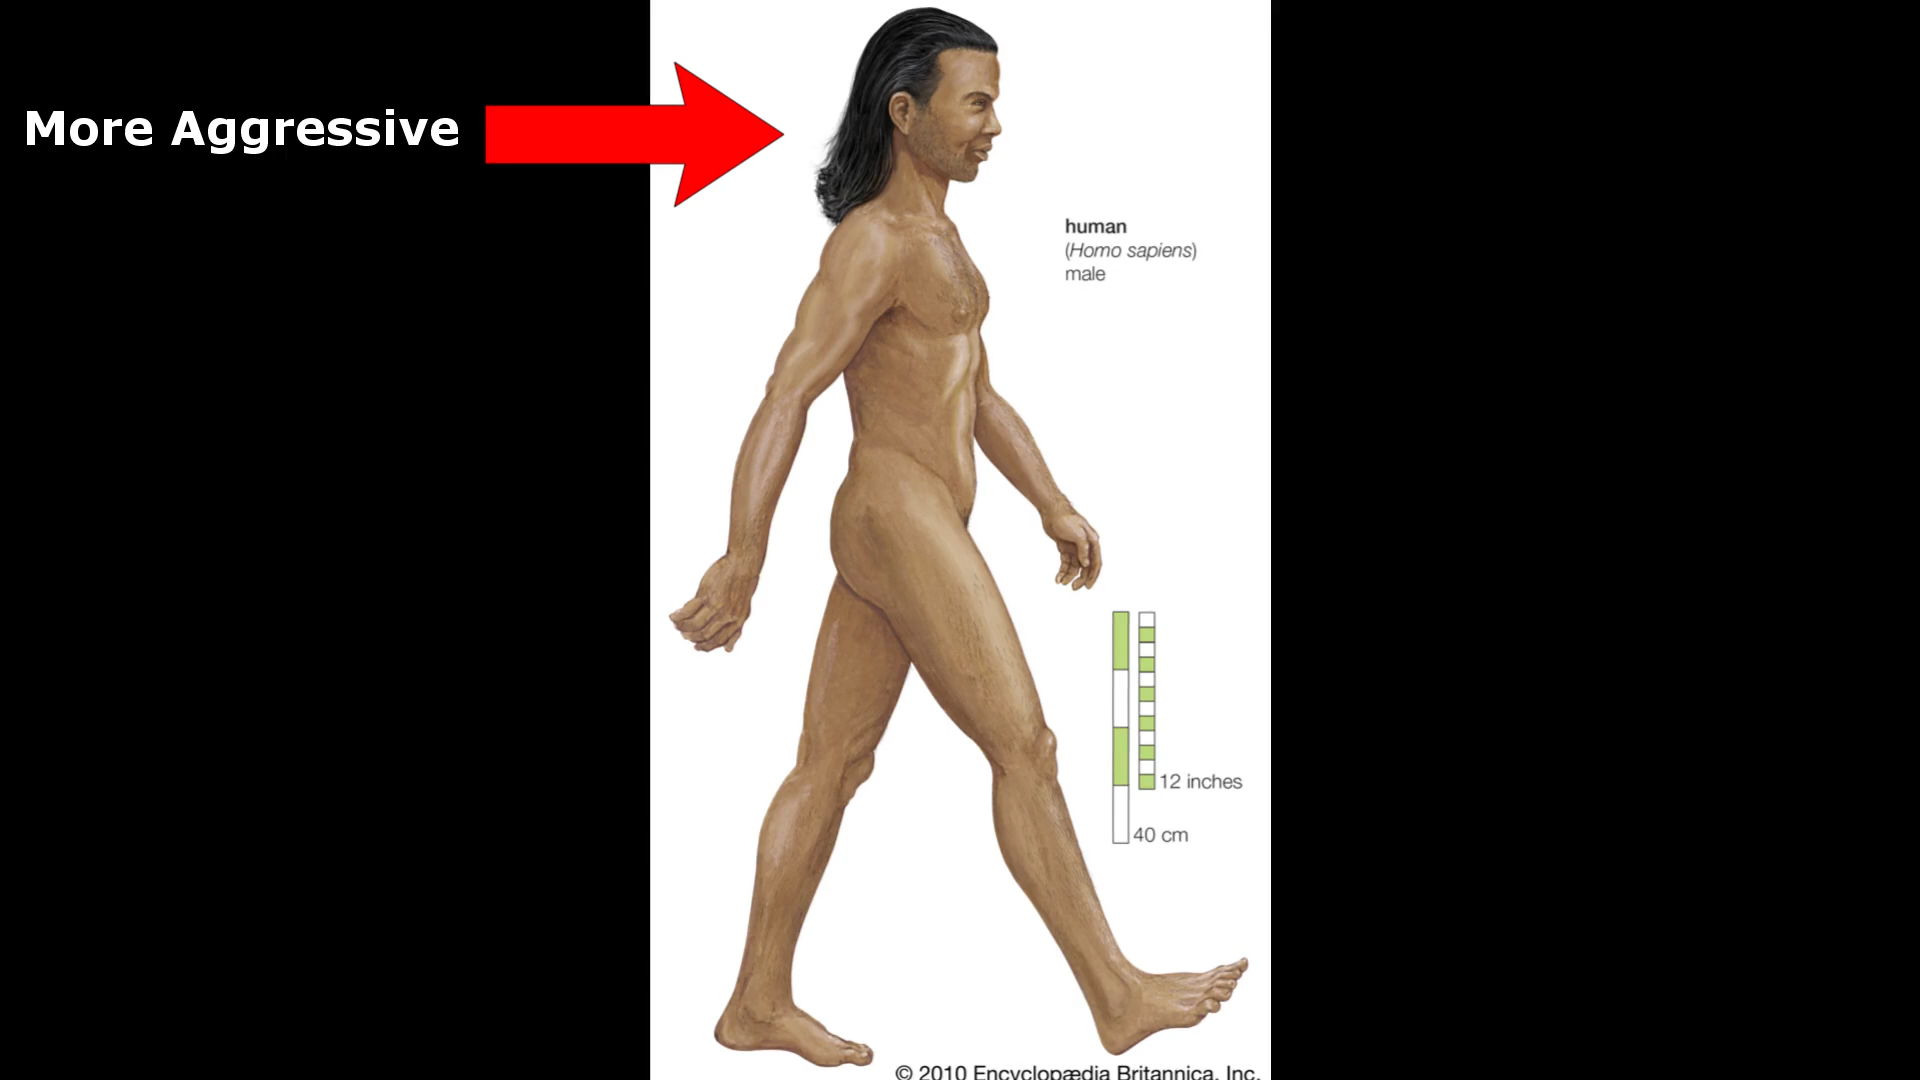 More Aggressive
human
(Homo sapiens)
male
12 inches
40 cm
© 2010 Encyclopædia Britannica, Inc.